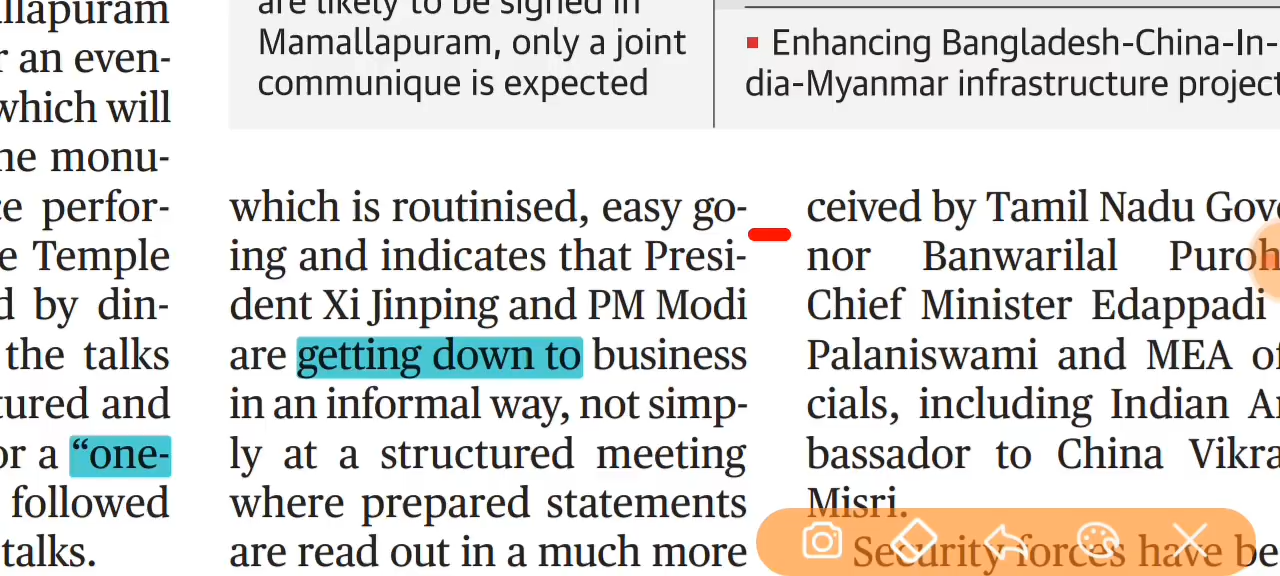 allapuram
an even-
which will
monu-
perfor-
Temple
by din-
the talks
and
a “one-
followed
talks.
are likely to be signed in
Mamallapuram, only a joint
communique is expected
Enhancing Bangladesh-China-In-
dia-Myanmar infrastructure project
which is routinised, easy go-
ing and indicates that Presi-
dent Xi Jinping and PM Modi
are getting down to business
in an informal way, not simp-
ly at a structured meeting
where prepared statements
are read out in a much more
ceived by Tamil Nadu Gove
nor Banwarilal Puroh
Chief Minister Edappadi
Palaniswami and MEA of
cials, including Indian
bassador to China Vikra
Misri.
Security forces have be